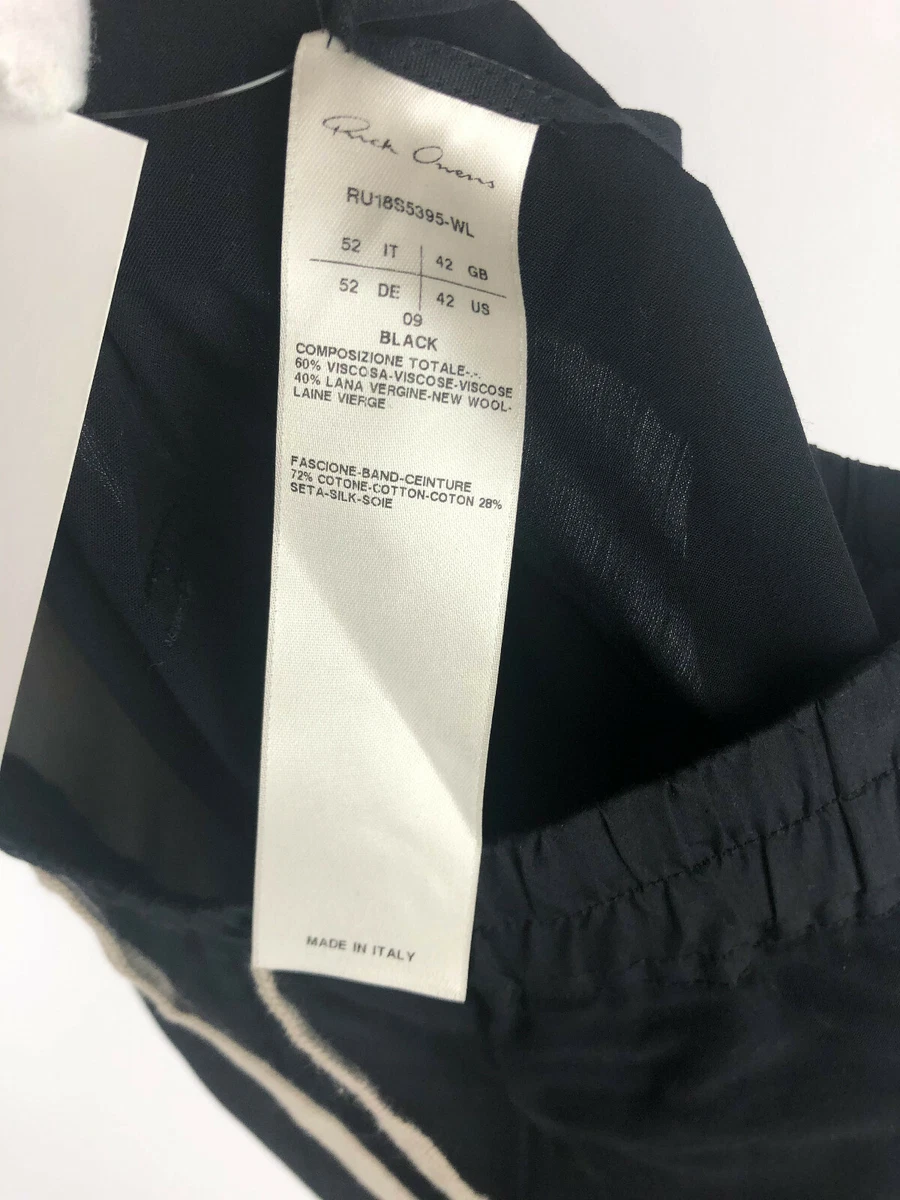 Rick Owens
RU18S5395-WL
52 IT 42 GB
52 DE 42 US
09
BLACK
COMPOSIZIONE TOTALE-.-.
60% VISCOSA-VISCOSE-VISCOSE
40% LANA VERGINE-NEW WOOL-
LAINE VIERGE
FASCIONE-BAND-CEINTURE
72% COTONE-COTTON-COTON 28%
SETA-SILK-SOIE
MADE IN ITALY